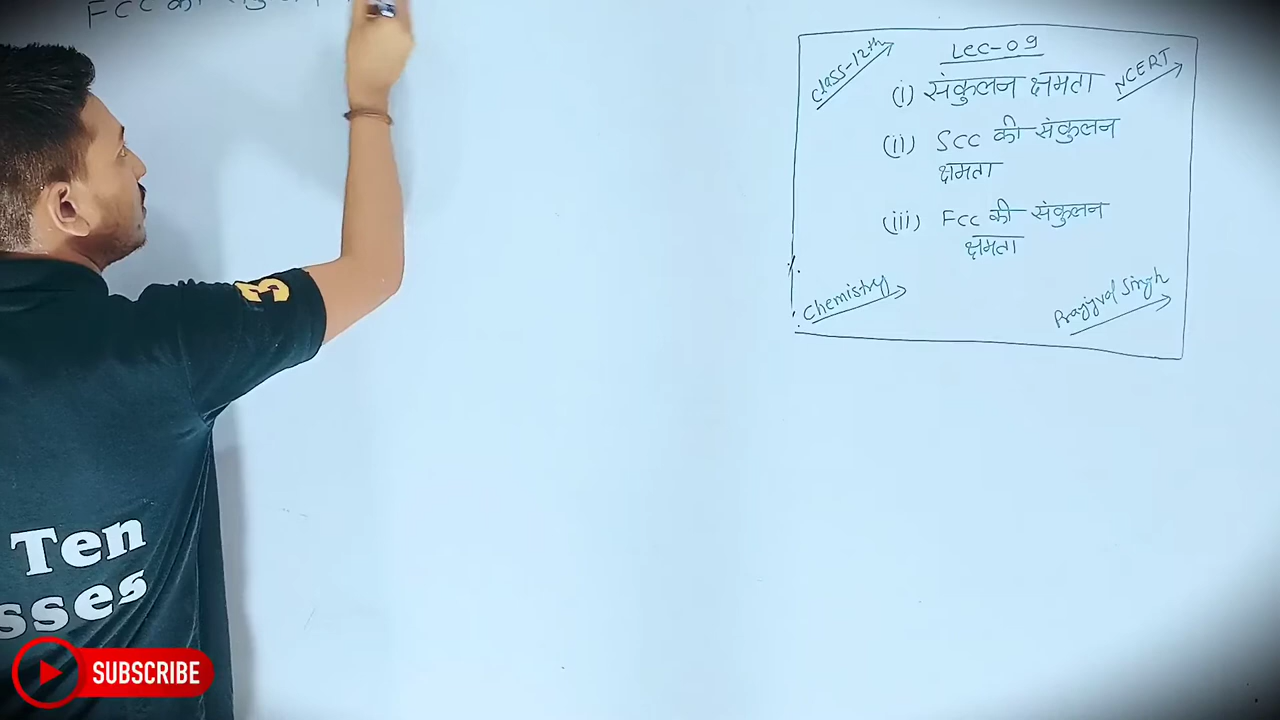 FCC की
Class-12th
Lec-09
NCERT
(i) संकुलन क्षमता
(ii) SCC की संकुलन
क्षमता
(iii) FCC की संकुलन
क्षमता
Chemistry
Singh
Ten
sses
SUBSCRIBE